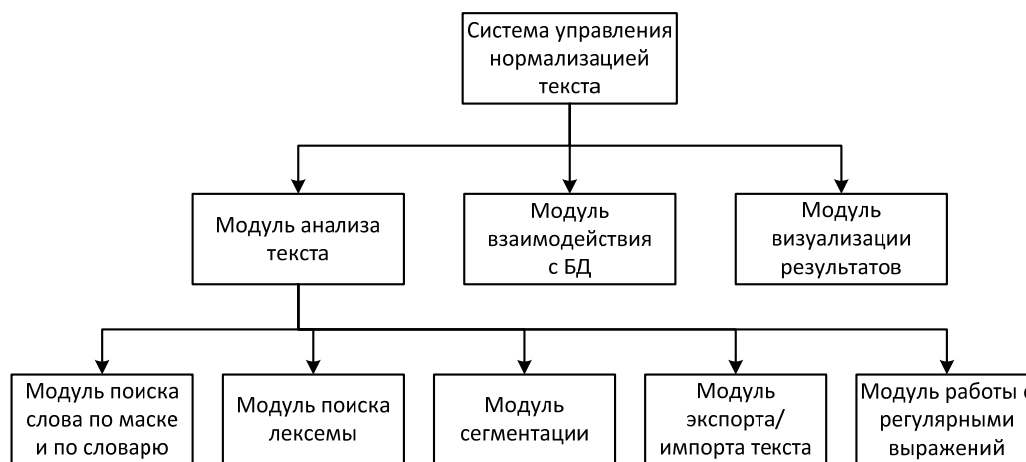 Система управления
нормализацией
текста
Модуль анализа
текста
Модуль
взаимодействия
с БД
Модуль
визуализации
результатов
Модуль поиска
слова по маске
и по словарю
Модуль поиска
лексемы
Модуль
сегментации
Модуль
экспорта/
импорта текста
Модуль работы с
регулярными
выражений